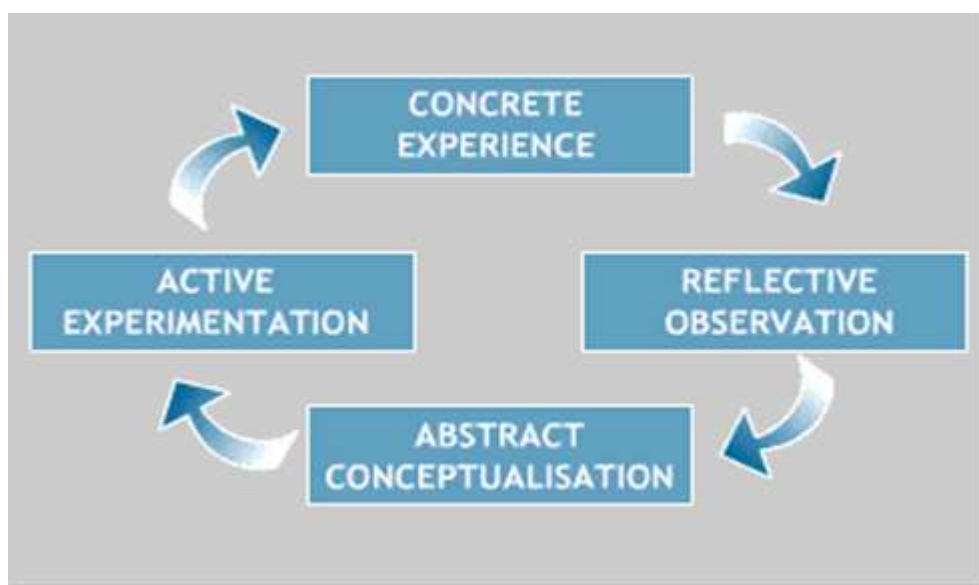 CONCRETE
EXPERIENCE
ACTIVE
EXPERIMENTATION
REFLECTIVE
OBSERVATION
ABSTRACT
CONCEPTUALISATION